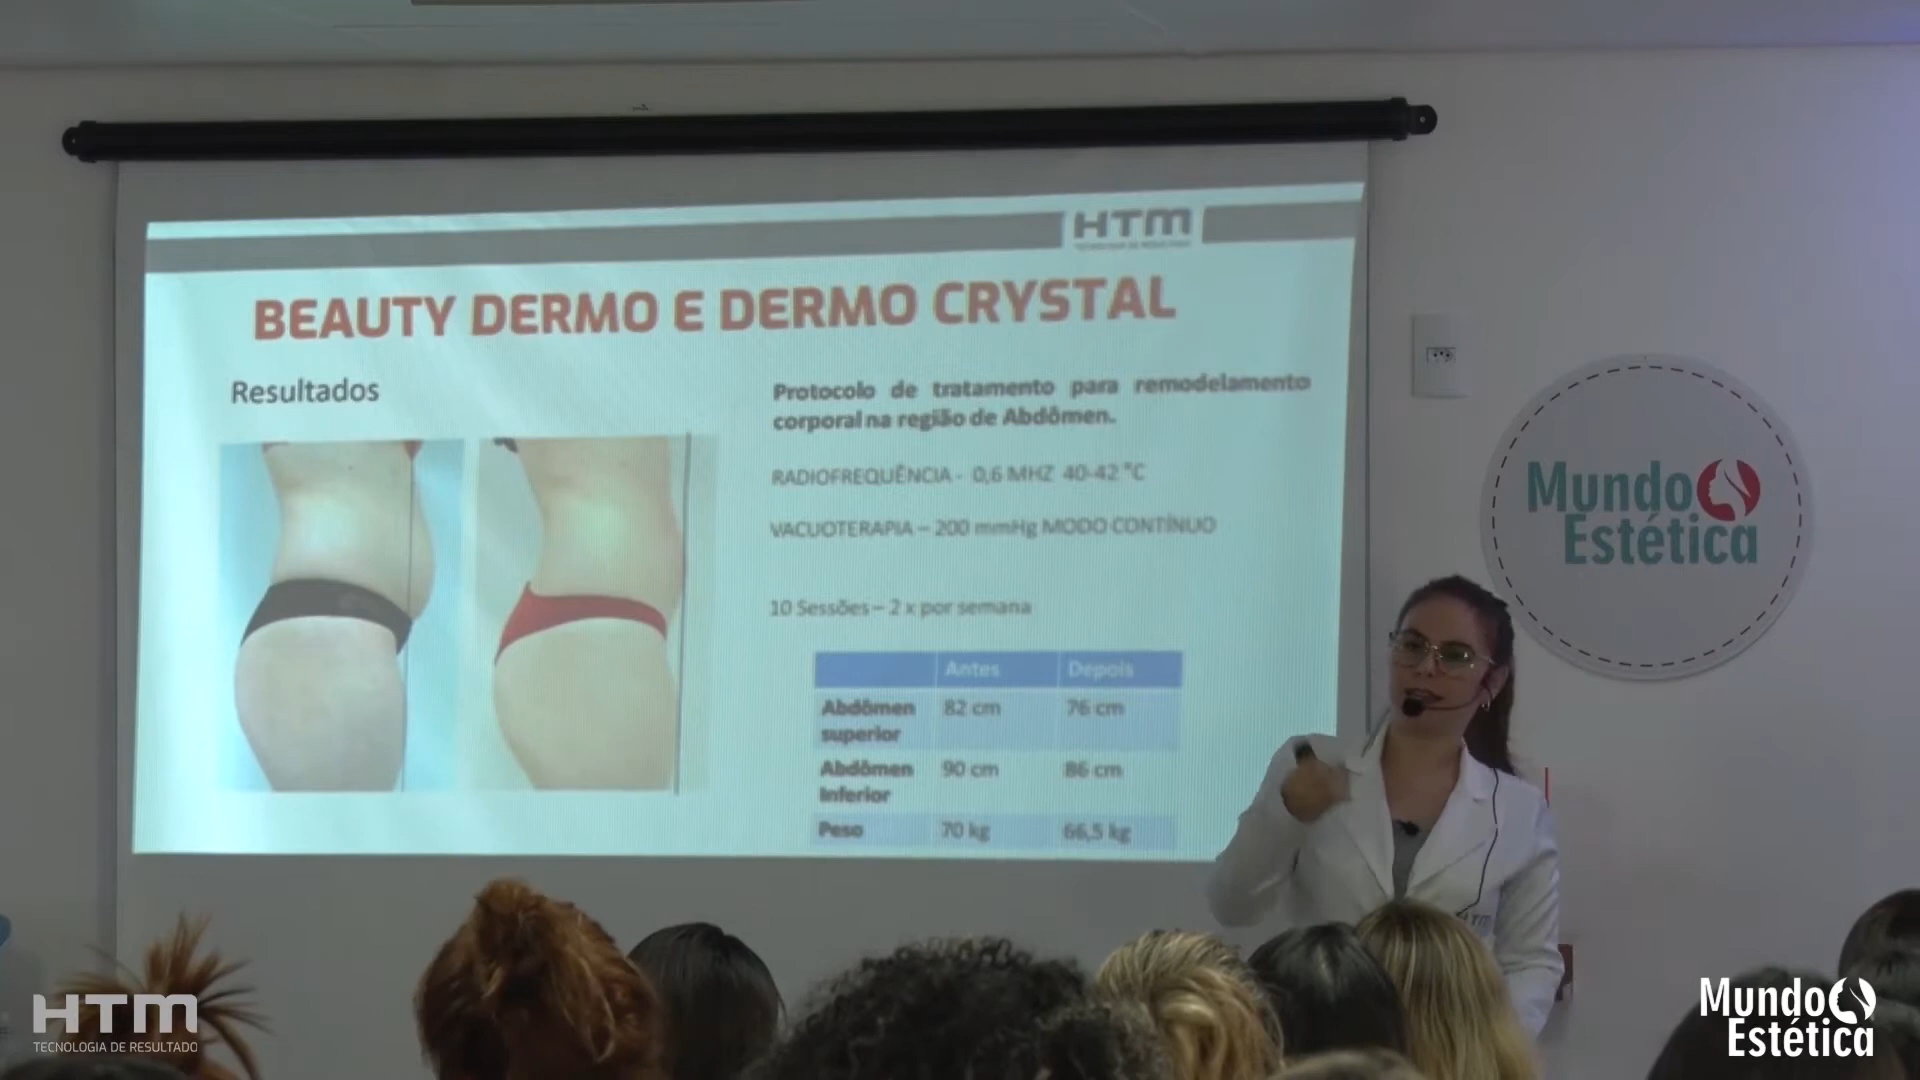 HTM
BEAUTY DERMO E DERMO CRYSTAL
Resultados
Protocolo de tratamento para remodelamento
corporal na região de Abdômen.
RADIOFREQUÊNCIA - 0,6 MHZ 40-42 °C
VACUOTERAPIA – 200 mmHg MODO CONTÍNUO
10 Sessões – 2 x por semana
Antes Depois
Abdômen superior 82 cm 76 cm
Abdômen Inferior 90 cm 86 cm
Peso 70 kg 66,5 kg
Mundo
Estética
HTM
HTM
TECNOLOGIA DE RESULTADO
Mundo
Estética